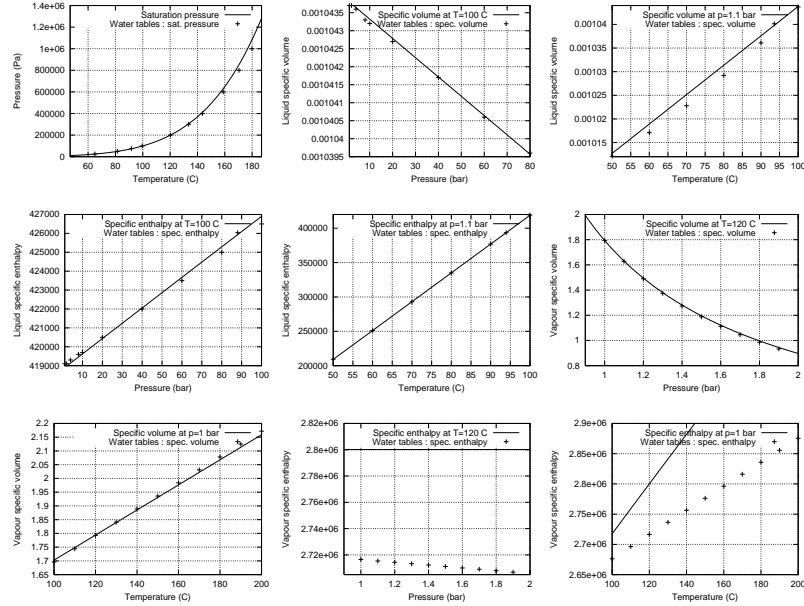 Saturation pressure
Water tables : sat. pressure
Pressure (Pa)
1.4e+06
1.2e+06
1e+06
800000
600000
400000
200000
0
60 80 100 120 140 160 180
Temperature (C)
Specific volume at T=100 C
Water tables : spec. volume
Liquid specific volume
0.0010435
0.001043
0.0010425
0.001042
0.0010415
0.001041
0.0010405
0.00104
0.0010395
10 20 30 40 50 60 70 80
Pressure (bar)
Specific volume at p=1.1 bar
Water tables : spec. volume
Liquid specific volume
0.00104
0.001035
0.00103
0.001025
0.00102
0.001015
50 55 60 65 70 75 80 85 90 95 100
Temperature (C)
Specific enthalpy at T=100 C
Water tables : spec. enthalpy
Liquid specific enthalpy
427000
426000
425000
424000
423000
422000
421000
420000
419000
10 20 30 40 50 60 70 80 90 100
Pressure (bar)
Specific enthalpy at p=1.1 bar
Water tables : spec. enthalpy
Liquid specific enthalpy
400000
350000
300000
250000
200000
50 55 60 65 70 75 80 85 90 95 100
Temperature (C)
Specific volume at T=120 C
Water tables : spec. volume
Vapour specific volume
2
1.8
1.6
1.4
1.2
1
0.8
1 1.2 1.4 1.6 1.8 2
Pressure (bar)
Specific volume at p=1 bar
Water tables : spec. volume
Vapour specific volume
2.2
2.15
2.1
2.05
2
1.95
1.9
1.85
1.8
1.75
1.7
1.65
100 120 140 160 180 200
Temperature (C)
Specific enthalpy at T=120 C
Water tables : spec. enthalpy
Vapour specific enthalpy
2.82e+06
2.8e+06
2.78e+06
2.76e+06
2.74e+06
2.72e+06
1 1.2 1.4 1.6 1.8 2
Pressure (bar)
Specific enthalpy at p=1 bar
Water tables : spec. enthalpy
Vapour specific enthalpy
2.9e+06
2.85e+06
2.8e+06
2.75e+06
2.7e+06
2.65e+06
100 120 140 160 180 200
Temperature (C)